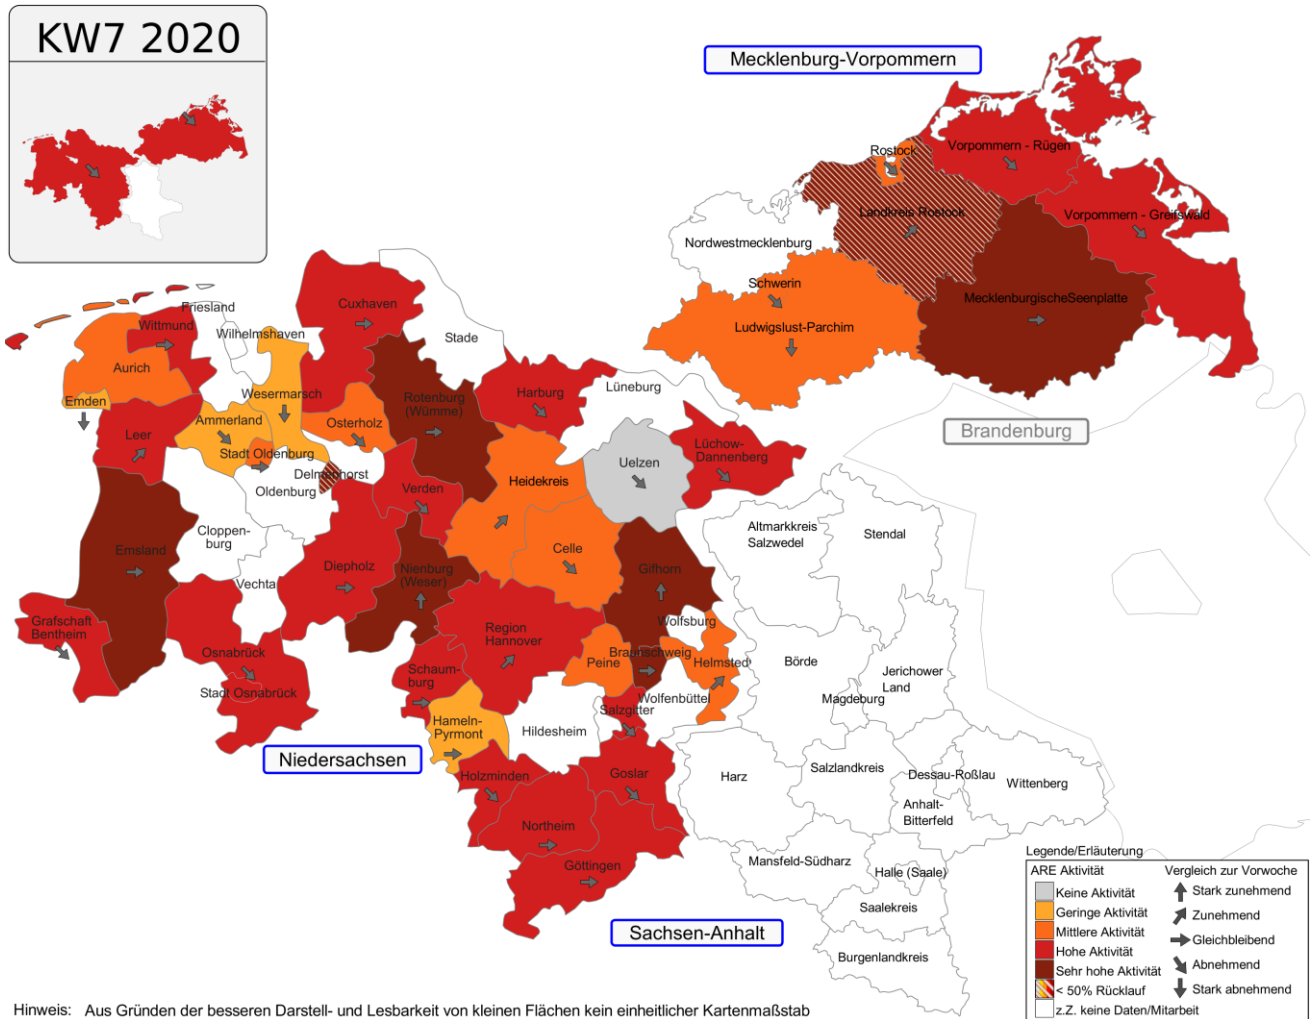 KW7 2020
Mecklenburg-Vorpommern
Rostock
Vorpommern - Rügen
Landkreis Rostock
Vorpommern - Greifswald
Nordwestmecklenburg
Schwerin
MecklenburgischeSeenplatte
Ludwigslust-Parchim
Brandenburg
Friesland
Wittmund
Wilhelmshaven
Cuxhaven
Stade
Aurich
Emden
Wesermarsch
Ammerland
Leer
Stadt Oldenburg
Osterholz
Rotenburg
(Wümme)
Harburg
Lüneburg
Delmenhorst
Oldenburg
Verden
Heidekreis
Uelzen
Lüchow-
Dannenberg
Cloppen-
burg
Emsland
Vechta
Diepholz
Nienburg
(Weser)
Celle
Gifhorn
Altmarkkreis
Salzwedel
Stendal
Grafschaft
Bentheim
Osnabrück
Stadt Osnabrück
Region
Hannover
Schaum-
burg
Peine
Braunschweig
Wolfsburg
Helmsted
Wolfenbüttel
Salzgitter
Börde
Magdeburg
Jerichower
Land
Hameln-
Pyrmont
Hildesheim
Niedersachsen
Holzminden
Goslar
Northeim
Göttingen
Harz
Salzlandkreis
Dessau-Roßlau
Wittenberg
Anhalt-
Bitterfeld
Mansfeld-Südharz
Halle (Saale)
Saalekreis
Burgenlandkreis
Sachsen-Anhalt
Legende/Erläuterung
ARE Aktivität
Keine Aktivität
Geringe Aktivität
Mittlere Aktivität
Hohe Aktivität
Sehr hohe Aktivität
< 50% Rücklauf
z.Z. keine Daten/Mitarbeit
Vergleich zur Vorwoche
Stark zunehmend
Zunehmend
Gleichbleibend
Abnehmend
Stark abnehmend
Hinweis: Aus Gründen der besseren Darstell- und Lesbarkeit von kleinen Flächen kein einheitlicher Kartenmaßstab